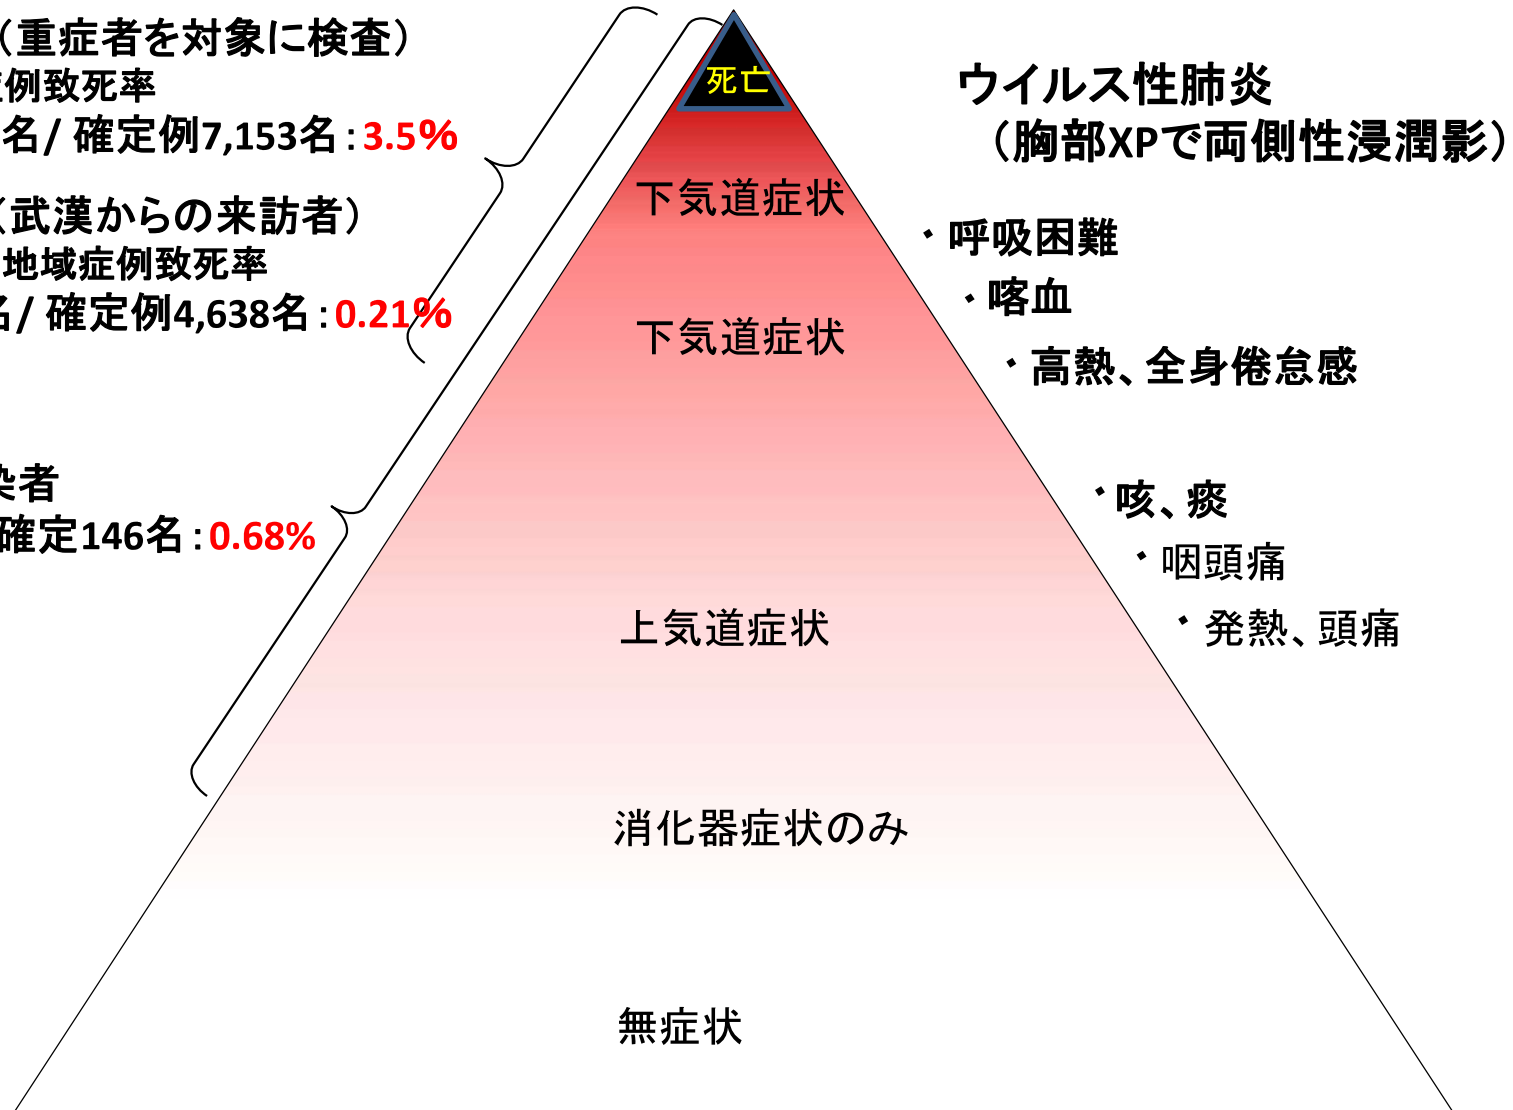 （重症者を対象に検査）
症例致死率
名/ 確定例7,153名：3.5%
（武漢からの来訪者）
地域症例致死率
名/ 確定例4,638名：0.21%
染者
確定146名：0.68%
死亡
下気道症状
下気道症状
上気道症状
消化器症状のみ
無症状
ウイルス性肺炎
（胸部XPで両側性浸潤影）
・呼吸困難
・喀血
・高熱、全身倦怠感
・咳、痰
・咽頭痛
・発熱、頭痛